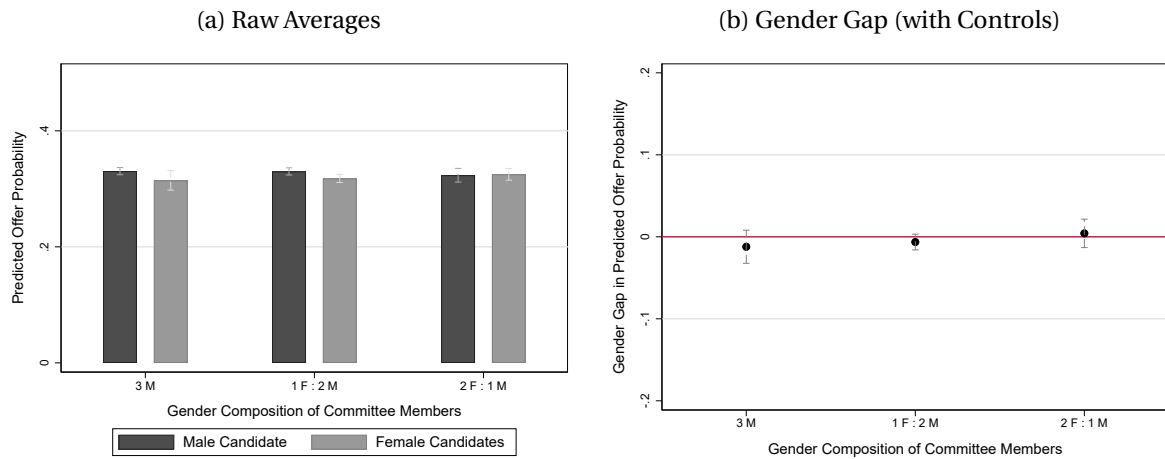 (a) Raw Averages
Predicted Offer Probability
.4
.2
0
3 M
1 F : 2 M
2 F : 1 M
Gender Composition of Committee Members
Male Candidate
Female Candidates
(b) Gender Gap (with Controls)
Gender Gap in Predicted Offer Probability
.2
.1
0
-.1
-.2
3 M
1 F : 2 M
2 F : 1 M
Gender Composition of Committee Members